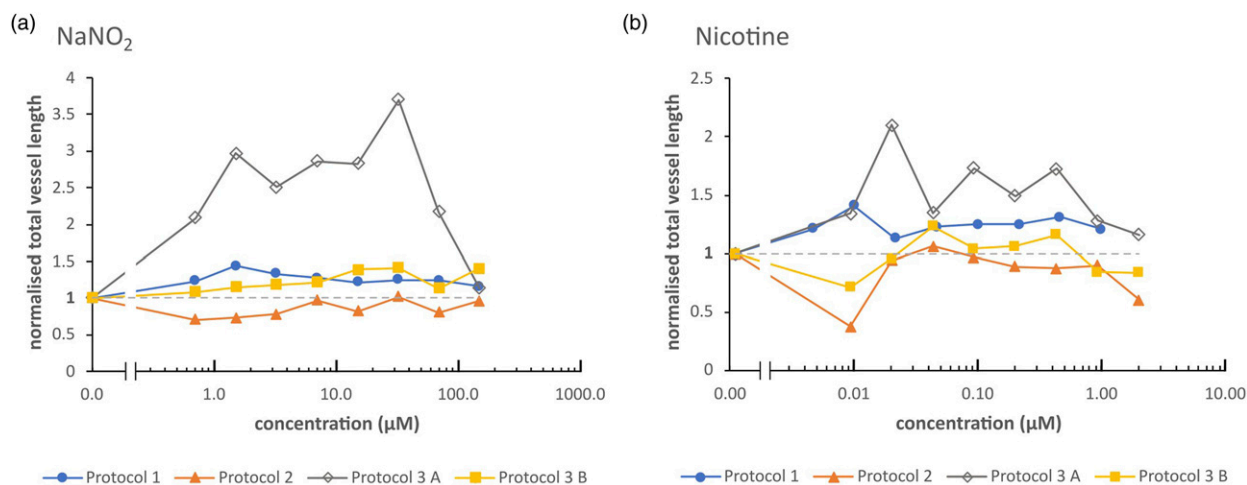 (a)
NaNO₂
normalised total vessel length
4
3.5
3
2.5
2
1.5
1
0.5
0
0.0 1.0 10.0 100.0 1000.0
concentration (µM)
Protocol 1 Protocol 2 Protocol 3 A Protocol 3 B
(b)
Nicotine
normalised total vessel length
2.5
2
1.5
1
0.5
0
0.00 0.01 0.10 1.00 10.00
concentration (µM)
Protocol 1 Protocol 2 Protocol 3 A Protocol 3 B